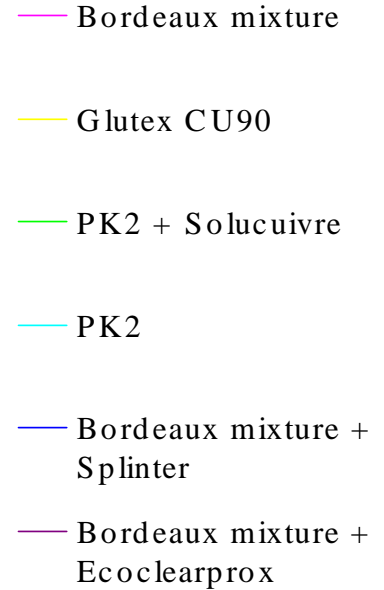 Bordeaux mixture
Glutex CU90
PK2 + Solucuivre
PK2
Bordeaux mixture +
Splinter
Bordeaux mixture +
Ecoclearprox